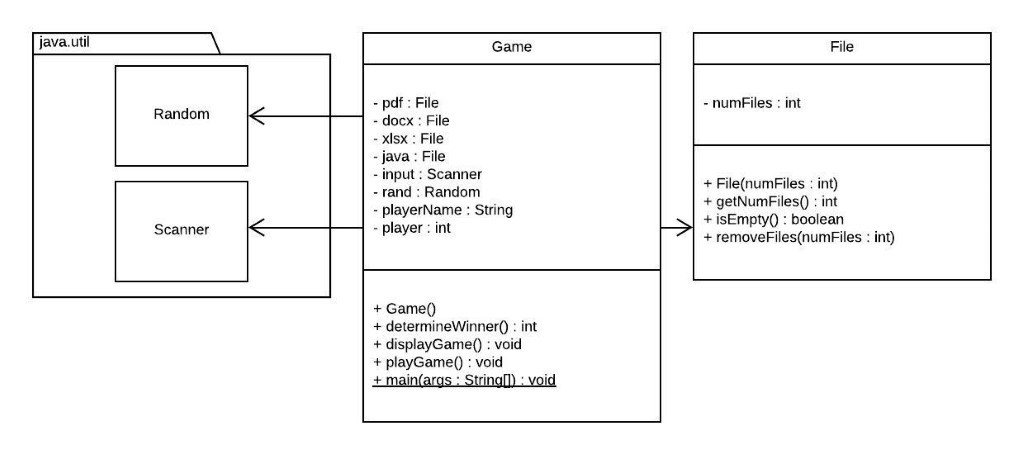 java.util
Random
Scanner
Game
- pdf : File
- docx : File
- xlsx : File
- java : File
- input : Scanner
- rand : Random
- playerName : String
- player : int
+ Game()
+ determineWinner() : int
+ displayGame() : void
+ playGame() : void
+ main(args : String[]) : void
File
- numFiles : int
+ File(numFiles : int)
+ getNumFiles() : int
+ isEmpty() : boolean
+ removeFiles(numFiles : int)